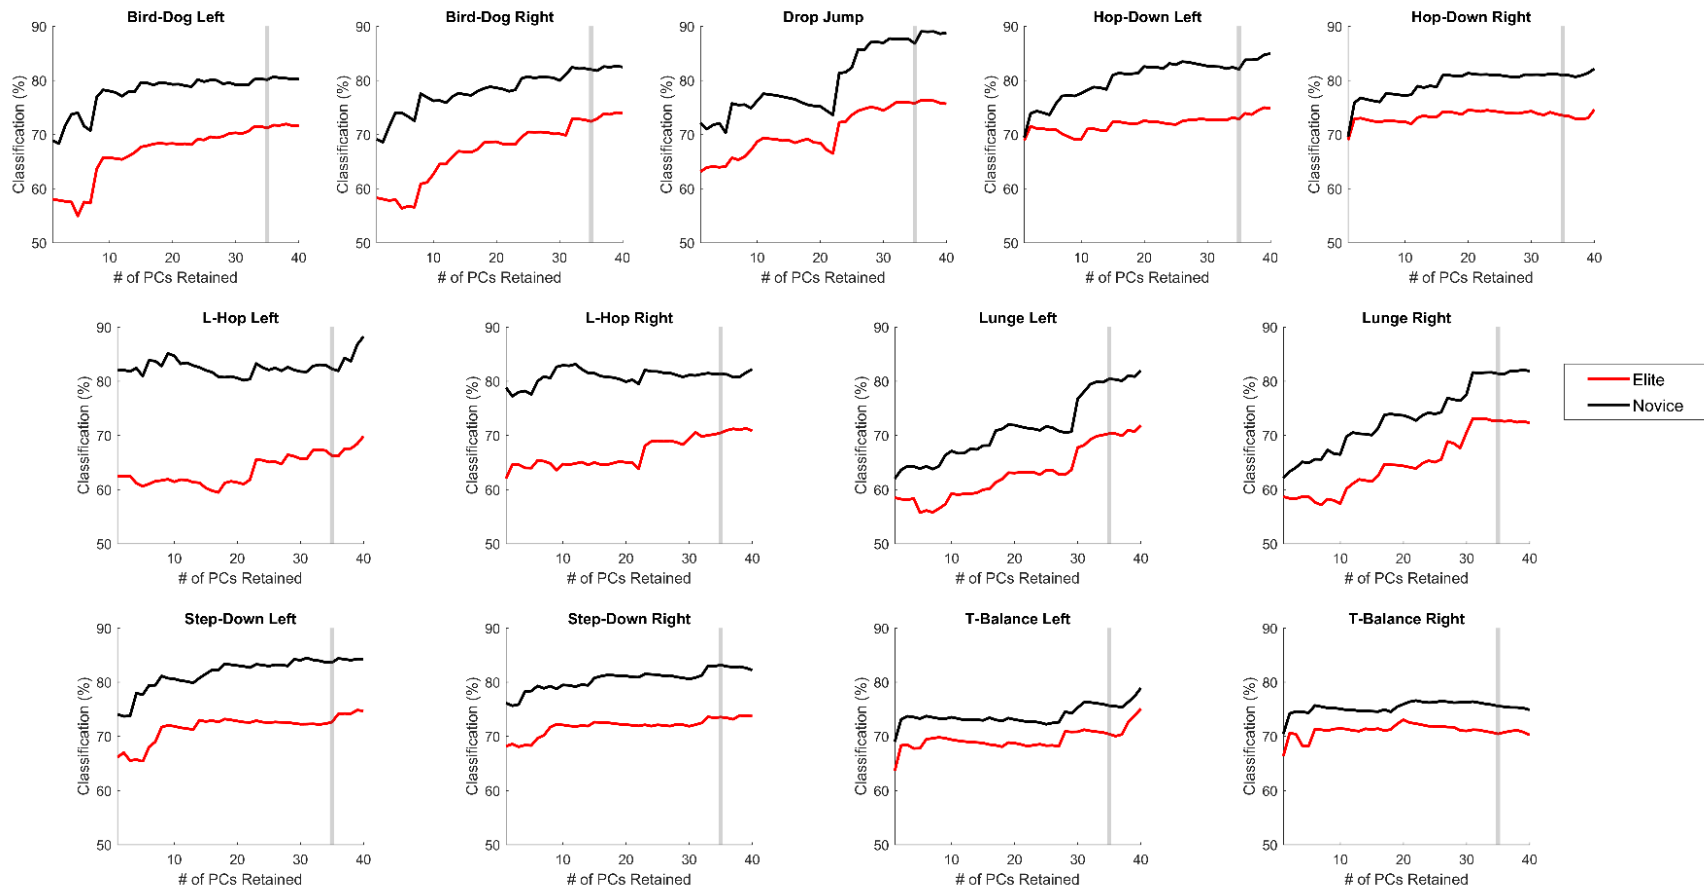 Bird-Dog Left
Bird-Dog Right
Drop Jump
Hop-Down Left
Hop-Down Right
90
80
70
60
50
Classification (%)
10 20 30 40
# of PCs Retained
90
80
70
60
50
Classification (%)
10 20 30 40
# of PCs Retained
90
80
70
60
50
Classification (%)
10 20 30 40
# of PCs Retained
90
80
70
60
50
Classification (%)
10 20 30 40
# of PCs Retained
90
80
70
60
50
Classification (%)
10 20 30 40
# of PCs Retained
L-Hop Left
L-Hop Right
Lunge Left
Lunge Right
90
80
70
60
50
Classification (%)
10 20 30 40
# of PCs Retained
90
80
70
60
50
Classification (%)
10 20 30 40
# of PCs Retained
90
80
70
60
50
Classification (%)
10 20 30 40
# of PCs Retained
90
80
70
60
50
Classification (%)
10 20 30 40
# of PCs Retained
Elite
Novice
Step-Down Left
Step-Down Right
T-Balance Left
T-Balance Right
90
80
70
60
50
Classification (%)
10 20 30 40
# of PCs Retained
90
80
70
60
50
Classification (%)
10 20 30 40
# of PCs Retained
90
80
70
60
50
Classification (%)
10 20 30 40
# of PCs Retained
90
80
70
60
50
Classification (%)
10 20 30 40
# of PCs Retained